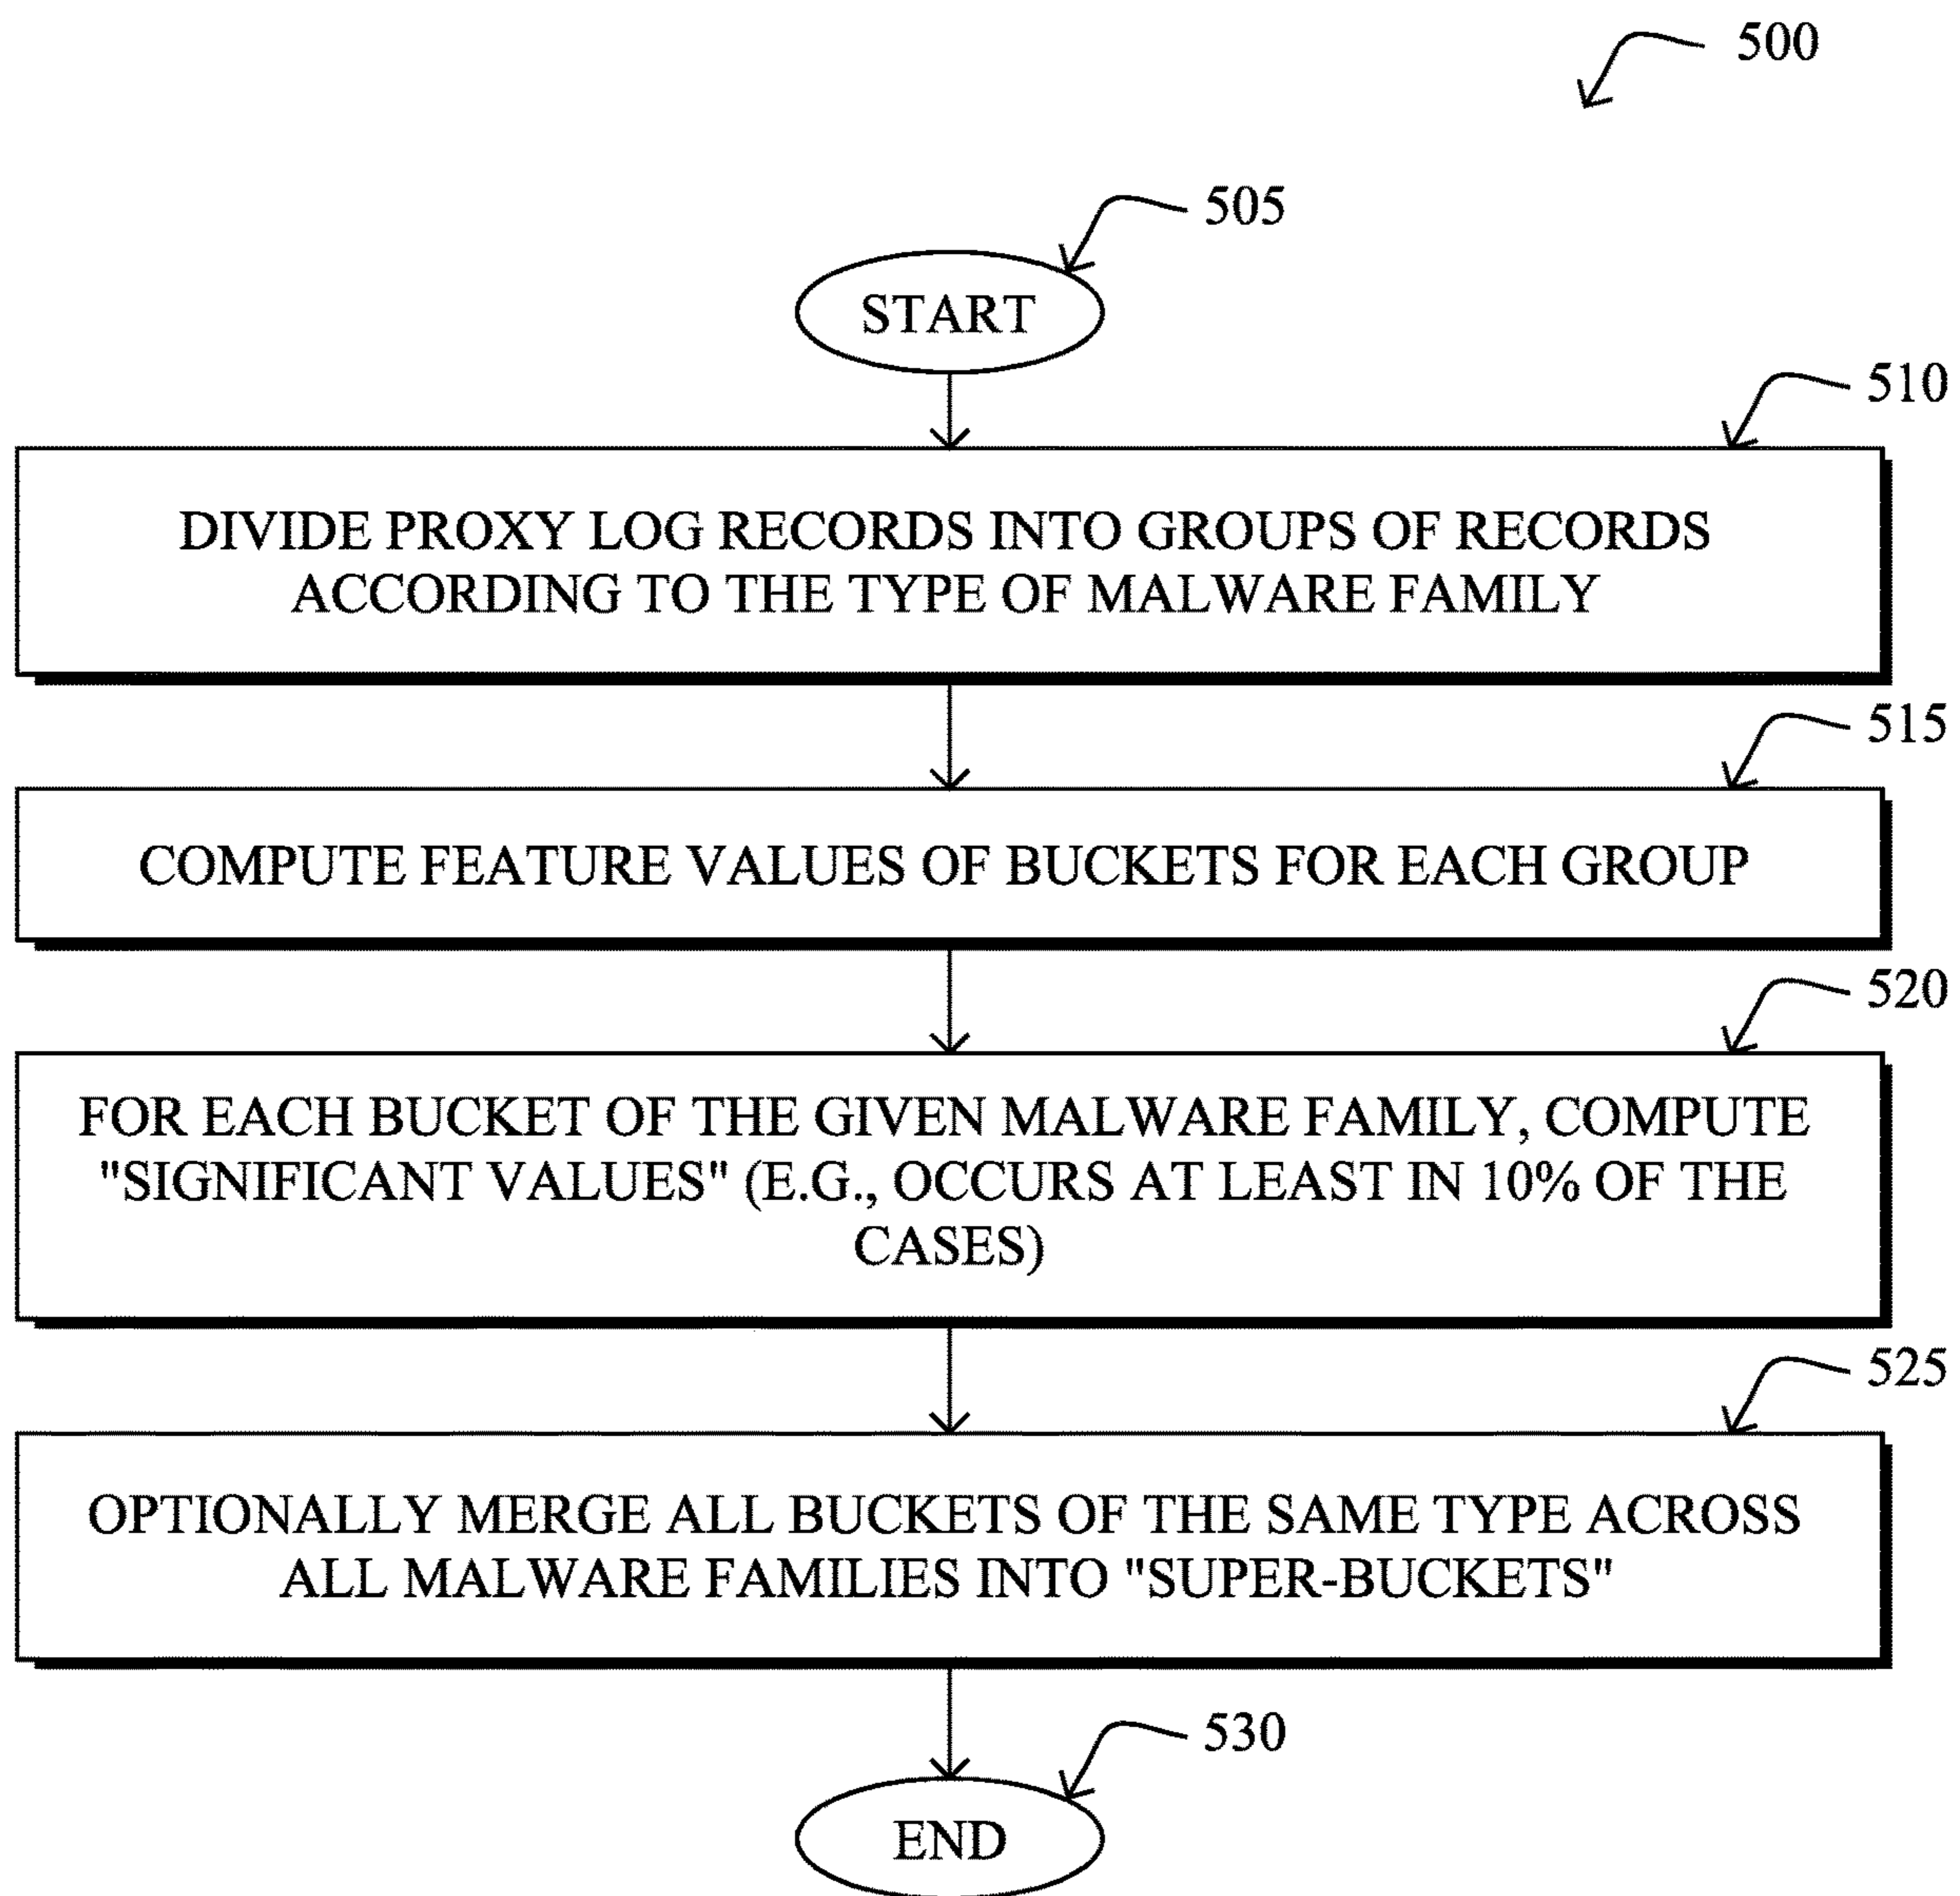 500
505
START
510
DIVIDE PROXY LOG RECORDS INTO GROUPS OF RECORDS
ACCORDING TO THE TYPE OF MALWARE FAMILY
515
COMPUTE FEATURE VALUES OF BUCKETS FOR EACH GROUP
520
FOR EACH BUCKET OF THE GIVEN MALWARE FAMILY, COMPUTE
"SIGNIFICANT VALUES" (E.G., OCCURS AT LEAST IN 10% OF THE
CASES)
525
OPTIONALLY MERGE ALL BUCKETS OF THE SAME TYPE ACROSS
ALL MALWARE FAMILIES INTO "SUPER-BUCKETS"
530
END